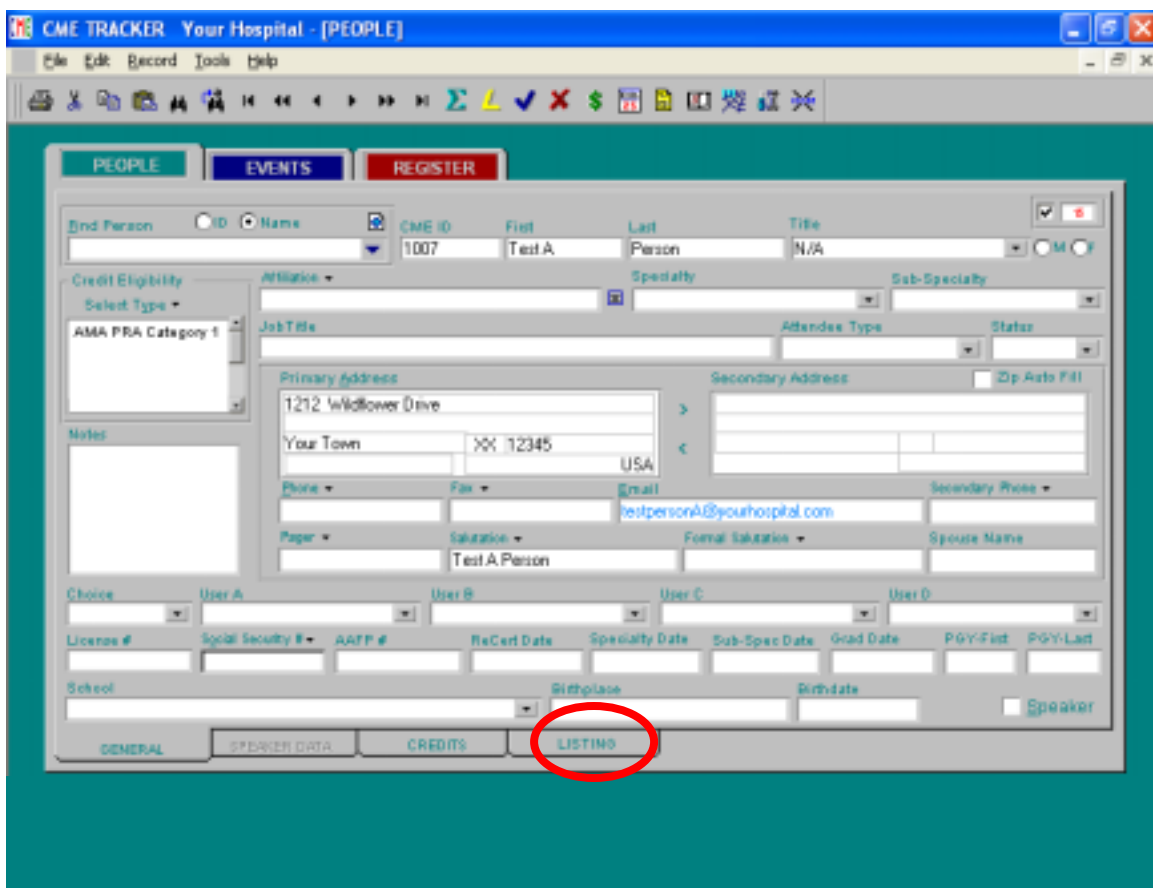 CME TRACKER Your Hospital - [PEOPLE]
File Edit Record Tools Help
PEOPLE EVENTS REGISTER
Find Person ID Name CME ID First Last Title
1007 Test A Person N/A M F
Credit Eligibility Affiliation Specialty Sub-Specialty
Select Type
AMA PRA Category 1 Job Title Attendee Type Status
Primary Address Secondary Address Zip Auto Fill
1212 Wildflower Drive > 
Notes
Your Town XX 12345 <
USA
Phone Fax Email Secondary Phone
testpersonA@yourhospital.com
Pager Salutation Formal Salutation Spouse Name
Test A Person
Choice User A User B User C User D
License # Social Security # AAFP # ReCert Date Specialty Date Sub-Spec Date Grad Date PGY-First PGY-Last
School Birthplace Birthdate
Speaker
GENERAL SPEAKER DATA CREDITS LISTING